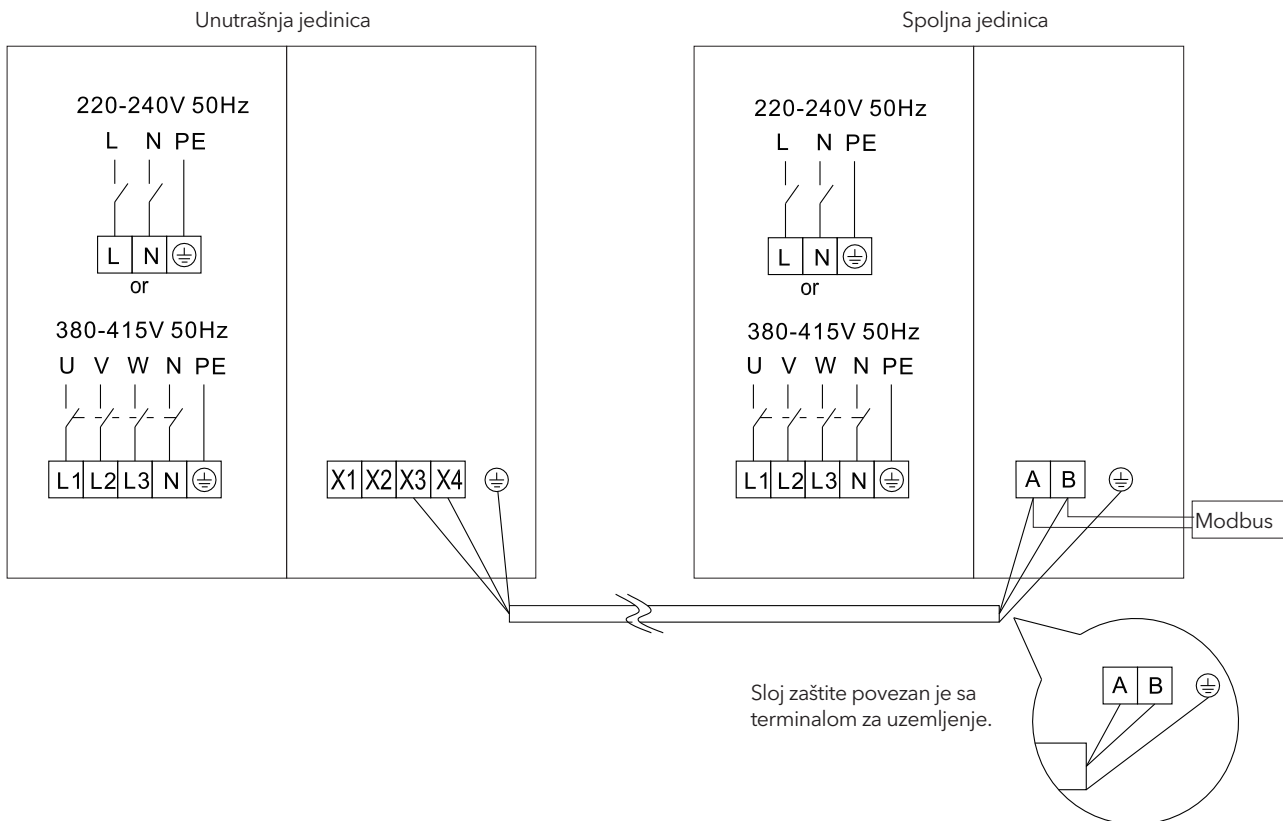 Unutrašnja jedinica
220-240V 50Hz
L N PE
L N
or
380-415V 50Hz
U V W N PE
L1 L2 L3 N
X1 X2 X3 X4
Spoljna jedinica
220-240V 50Hz
L N PE
L N
or
380-415V 50Hz
U V W N PE
L1 L2 L3 N
A B
Modbus
Sloj zaštite povezan je sa
terminalom za uzemljenje.
A B